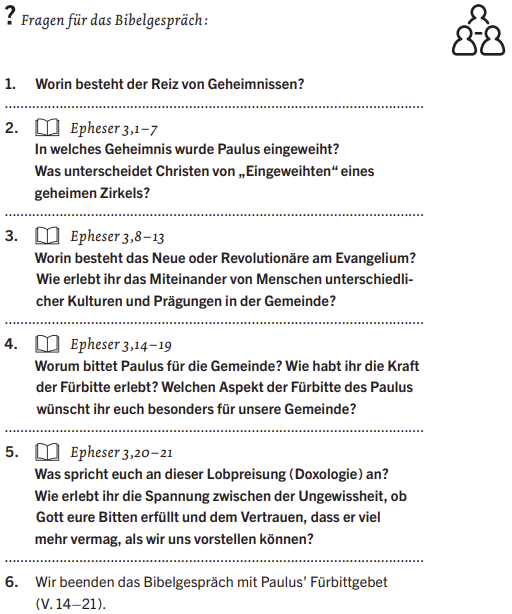 ? Fragen für das Bibelgespräch:
1. Worin besteht der Reiz von Geheimnissen?
2. Epheser 3,1–7
In welches Geheimnis wurde Paulus eingeweiht?
Was unterscheidet Christen von „Eingeweihten“ eines
geheimen Zirkels?
3. Epheser 3,8–13
Worin besteht das Neue oder Revolutionäre am Evangelium?
Wie erlebt ihr das Miteinander von Menschen unterschiedli-
cher Kulturen und Prägungen in der Gemeinde?
4. Epheser 3,14–19
Worum bittet Paulus für die Gemeinde? Wie habt ihr die Kraft
der Fürbitte erlebt? Welchen Aspekt der Fürbitte des Paulus
wünscht ihr euch besonders für unsere Gemeinde?
5. Epheser 3,20–21
Was spricht euch an dieser Lobpreisung (Doxologie) an?
Wie erlebt ihr die Spannung zwischen der Ungewissheit, ob
Gott eure Bitten erfüllt und dem Vertrauen, dass er viel
mehr vermag, als wir uns vorstellen können?
6. Wir beenden das Bibelgespräch mit Paulus’ Fürbittgebet
(V. 14–21).